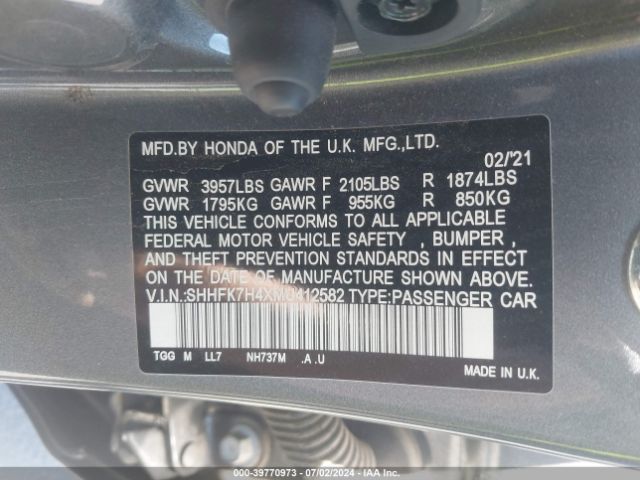 MFD.BY HONDA OF THE U.K. MFG.,LTD.
02/'21
GVWR 3957LBS GAWR F 2105LBS R 1874LBS
GVWR 1795KG GAWR F 955KG R 850KG
THIS VEHICLE CONFORMS TO ALL APPLICABLE
FEDERAL MOTOR VEHICLE SAFETY , BUMPER ,
AND THEFT PREVENTION STANDARDS IN EFFECT
ON THE DATE OF MANUFACTURE SHOWN ABOVE.
V.I.N.:SHHFK7H4XMU412582 TYPE:PASSENGER CAR
TGG M LL7 NH737M .A .U
MADE IN U.K.
000-39770973 - 07/02/2024 - IAA Inc.